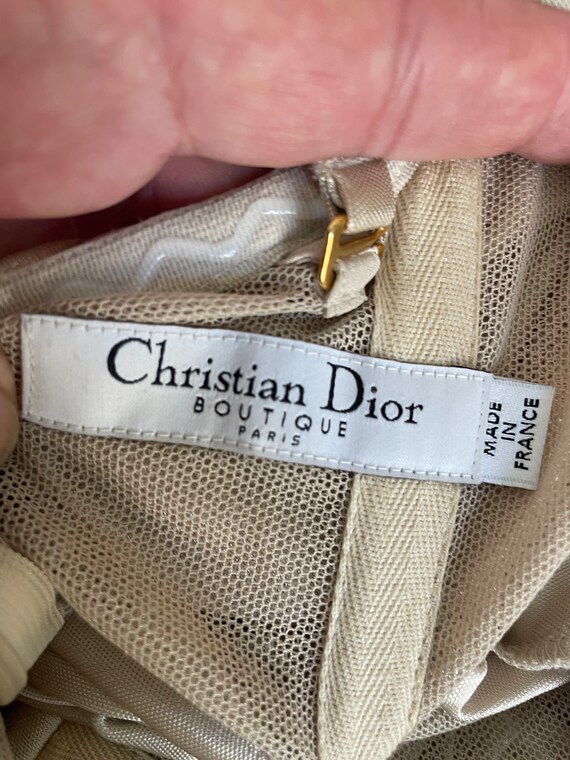 Christian Dior
BOUTIQUE
PARIS
MADE
IN
FRANCE